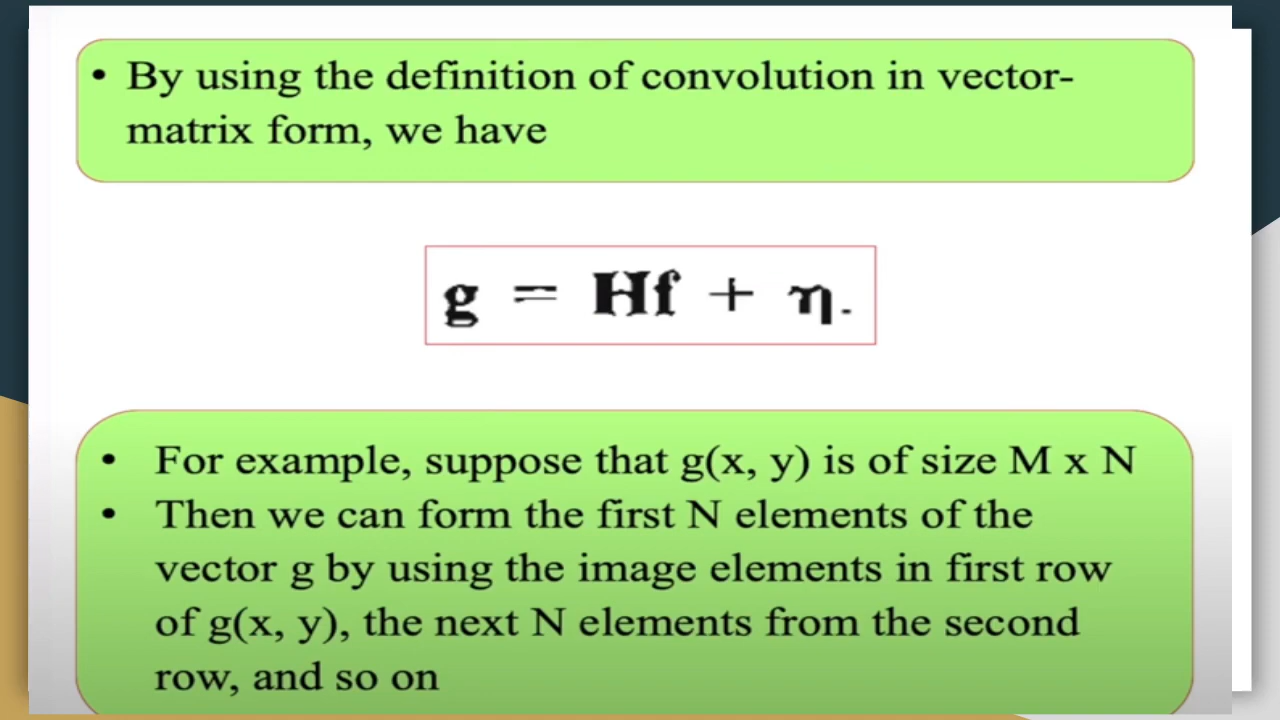 • By using the definition of convolution in vector-
matrix form, we have
g = Hf + η.
• For example, suppose that g(x, y) is of size M x N
• Then we can form the first N elements of the
vector g by using the image elements in first row
of g(x, y), the next N elements from the second
row, and so on